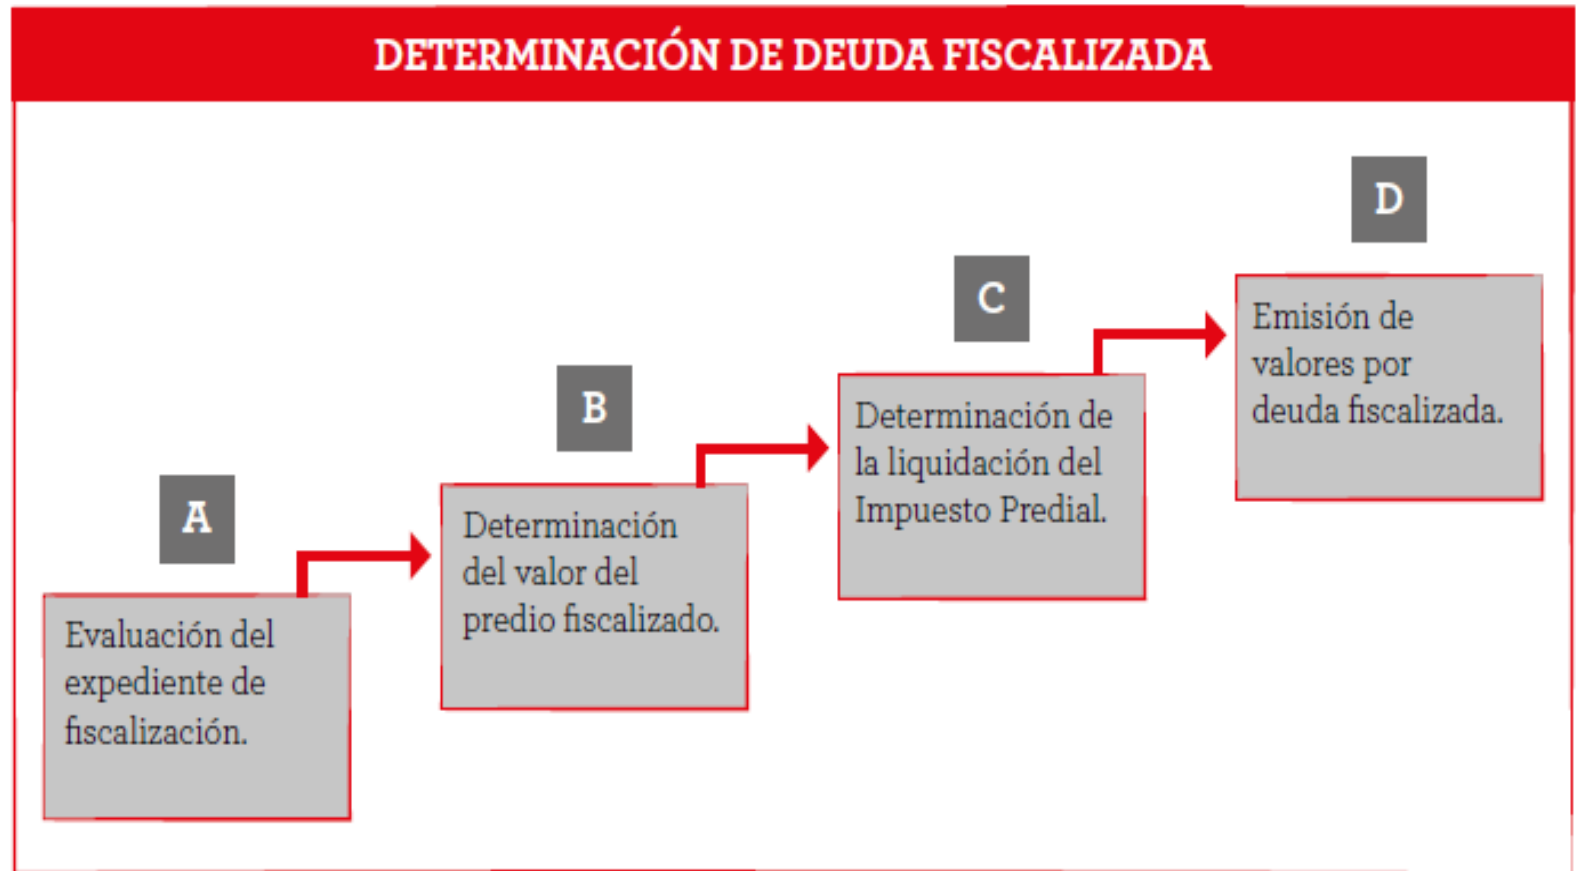 DETERMINACIÓN DE DEUDA FISCALIZADA
A
Evaluación del
expediente de
fiscalización.
B
Determinación
del valor del
predio fiscalizado.
C
Determinación de
la liquidación del
Impuesto Predial.
D
Emisión de
valores por
deuda fiscalizada.